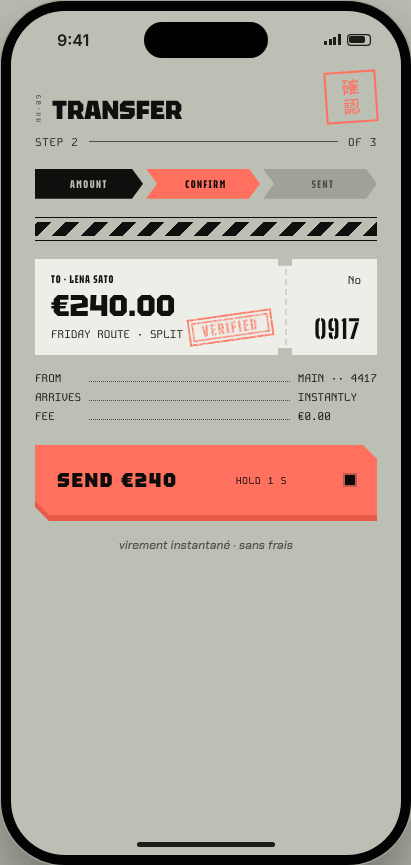 9:41
RX-09
TRANSFER
確認
STEP 2 OF 3
AMOUNT CONFIRM SENT
TO · LENA SATO
€240.00
FRIDAY ROUTE · SPLIT
VERIFIED
No
0917
FROM MAIN ·· 4417
ARRIVES INSTANTLY
FEE €0.00
SEND €240 HOLD 1 S
virement instantané · sans frais